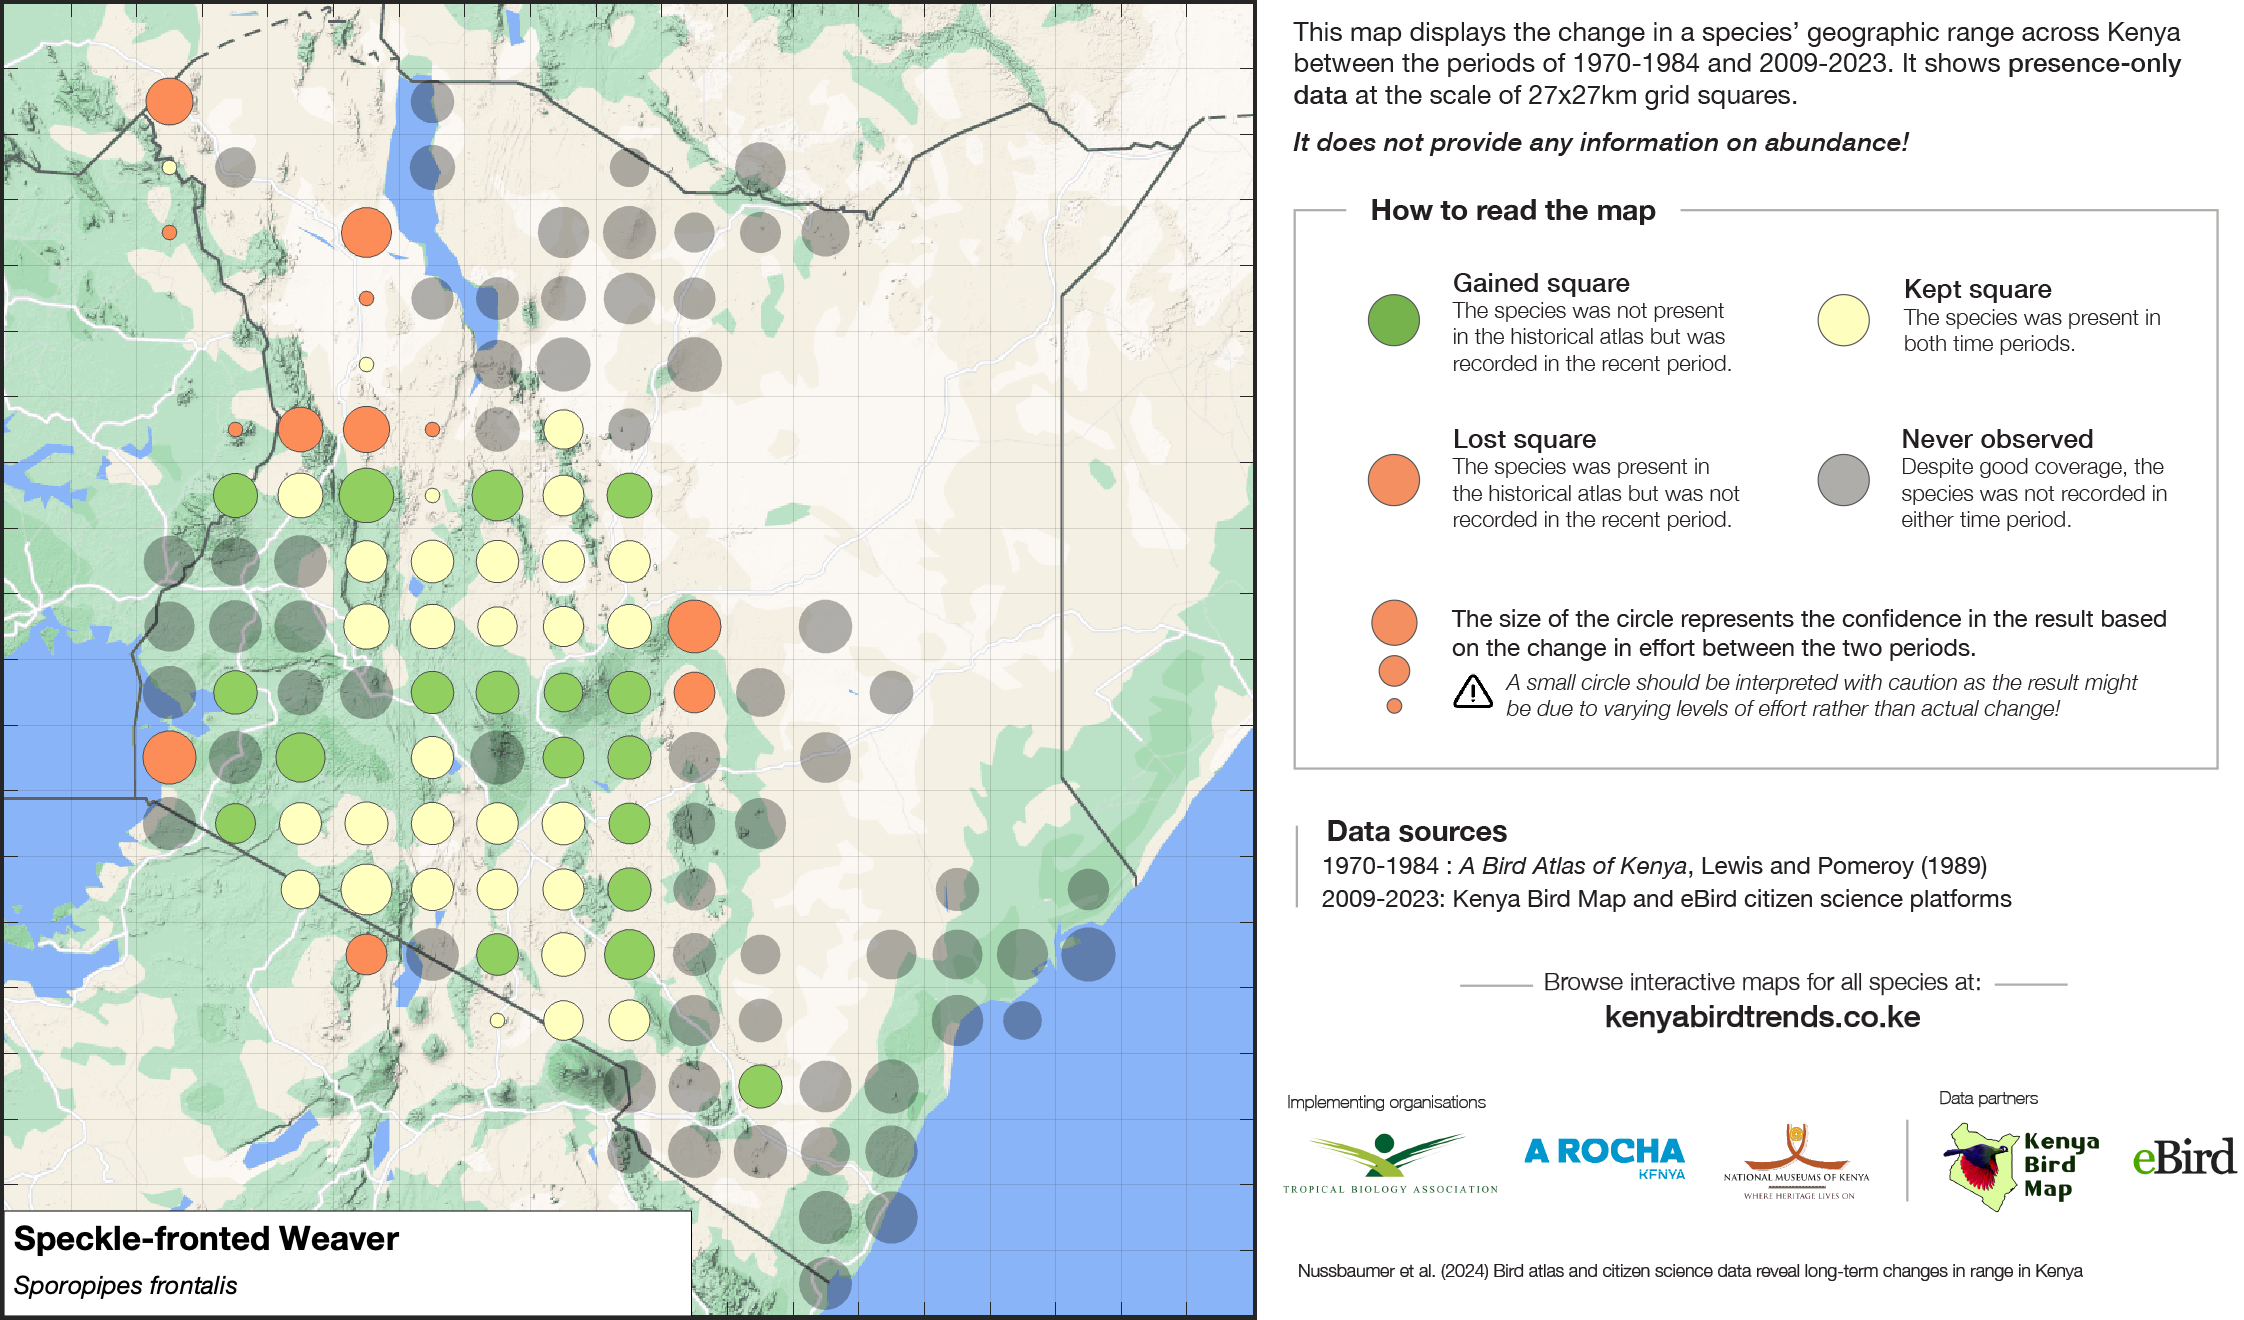 This map displays the change in a species’ geographic range across Kenya
between the periods of 1970-1984 and 2009-2023. It shows presence-only
data at the scale of 27x27km grid squares.
It does not provide any information on abundance!
How to read the map
Gained square
The species was not present
in the historical atlas but was
recorded in the recent period.
Kept square
The species was present in
both time periods.
Lost square
The species was present in
the historical atlas but was not
recorded in the recent period.
Never observed
Despite good coverage, the
species was not recorded in
either time period.
The size of the circle represents the confidence in the result based
on the change in effort between the two periods.
A small circle should be interpreted with caution as the result might
be due to varying levels of effort rather than actual change!
Data sources
1970-1984 : A Bird Atlas of Kenya, Lewis and Pomeroy (1989)
2009-2023: Kenya Bird Map and eBird citizen science platforms
Browse interactive maps for all species at:
kenyabirdtrends.co.ke
Implementing organisations
Data partners
TROPICAL BIOLOGY ASSOCIATION
A ROCHA
KENYA
NATIONAL MUSEUMS OF KENYA
WHERE HERITAGE LIVES ON
Kenya
Bird
Map
eBird
Speckle-fronted Weaver
Sporopipes frontalis
Nussbaumer et al. (2024) Bird atlas and citizen science data reveal long-term changes in range in Kenya